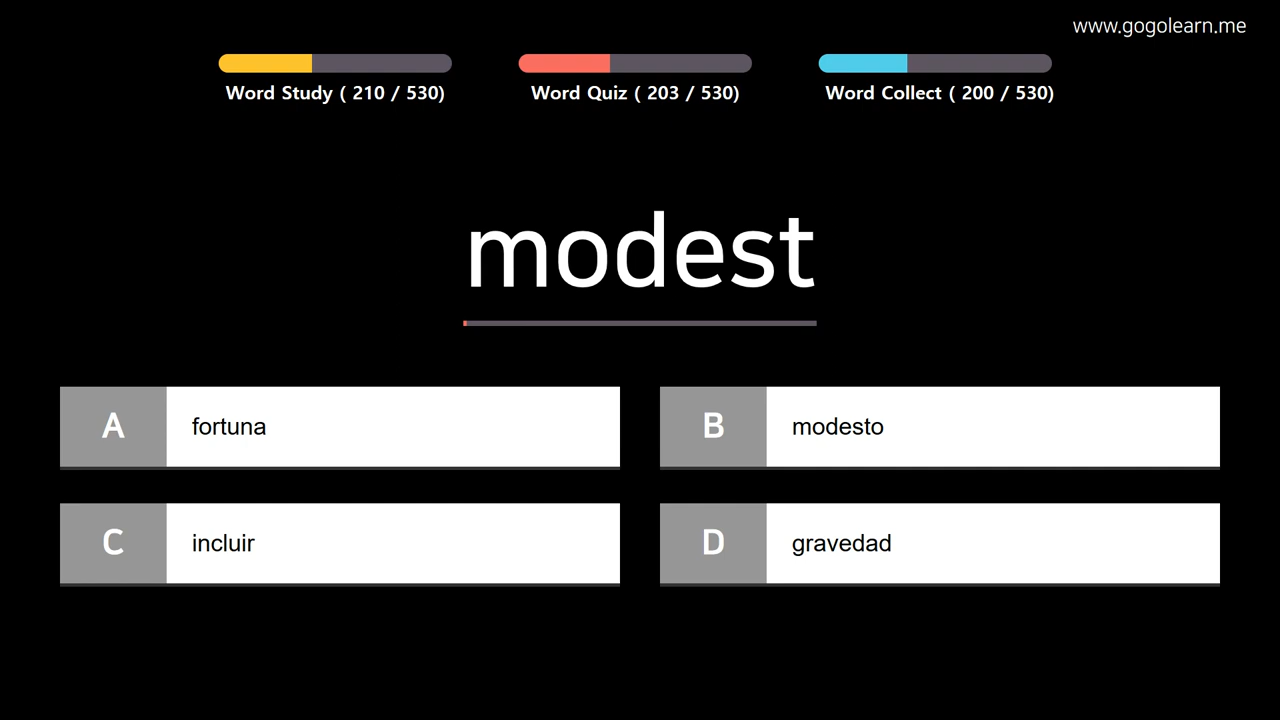 www.gogolearn.me
Word Study ( 210 / 530)
Word Quiz ( 203 / 530)
Word Collect ( 200 / 530)
modest
A fortuna
B modesto
C incluir
D gravedad